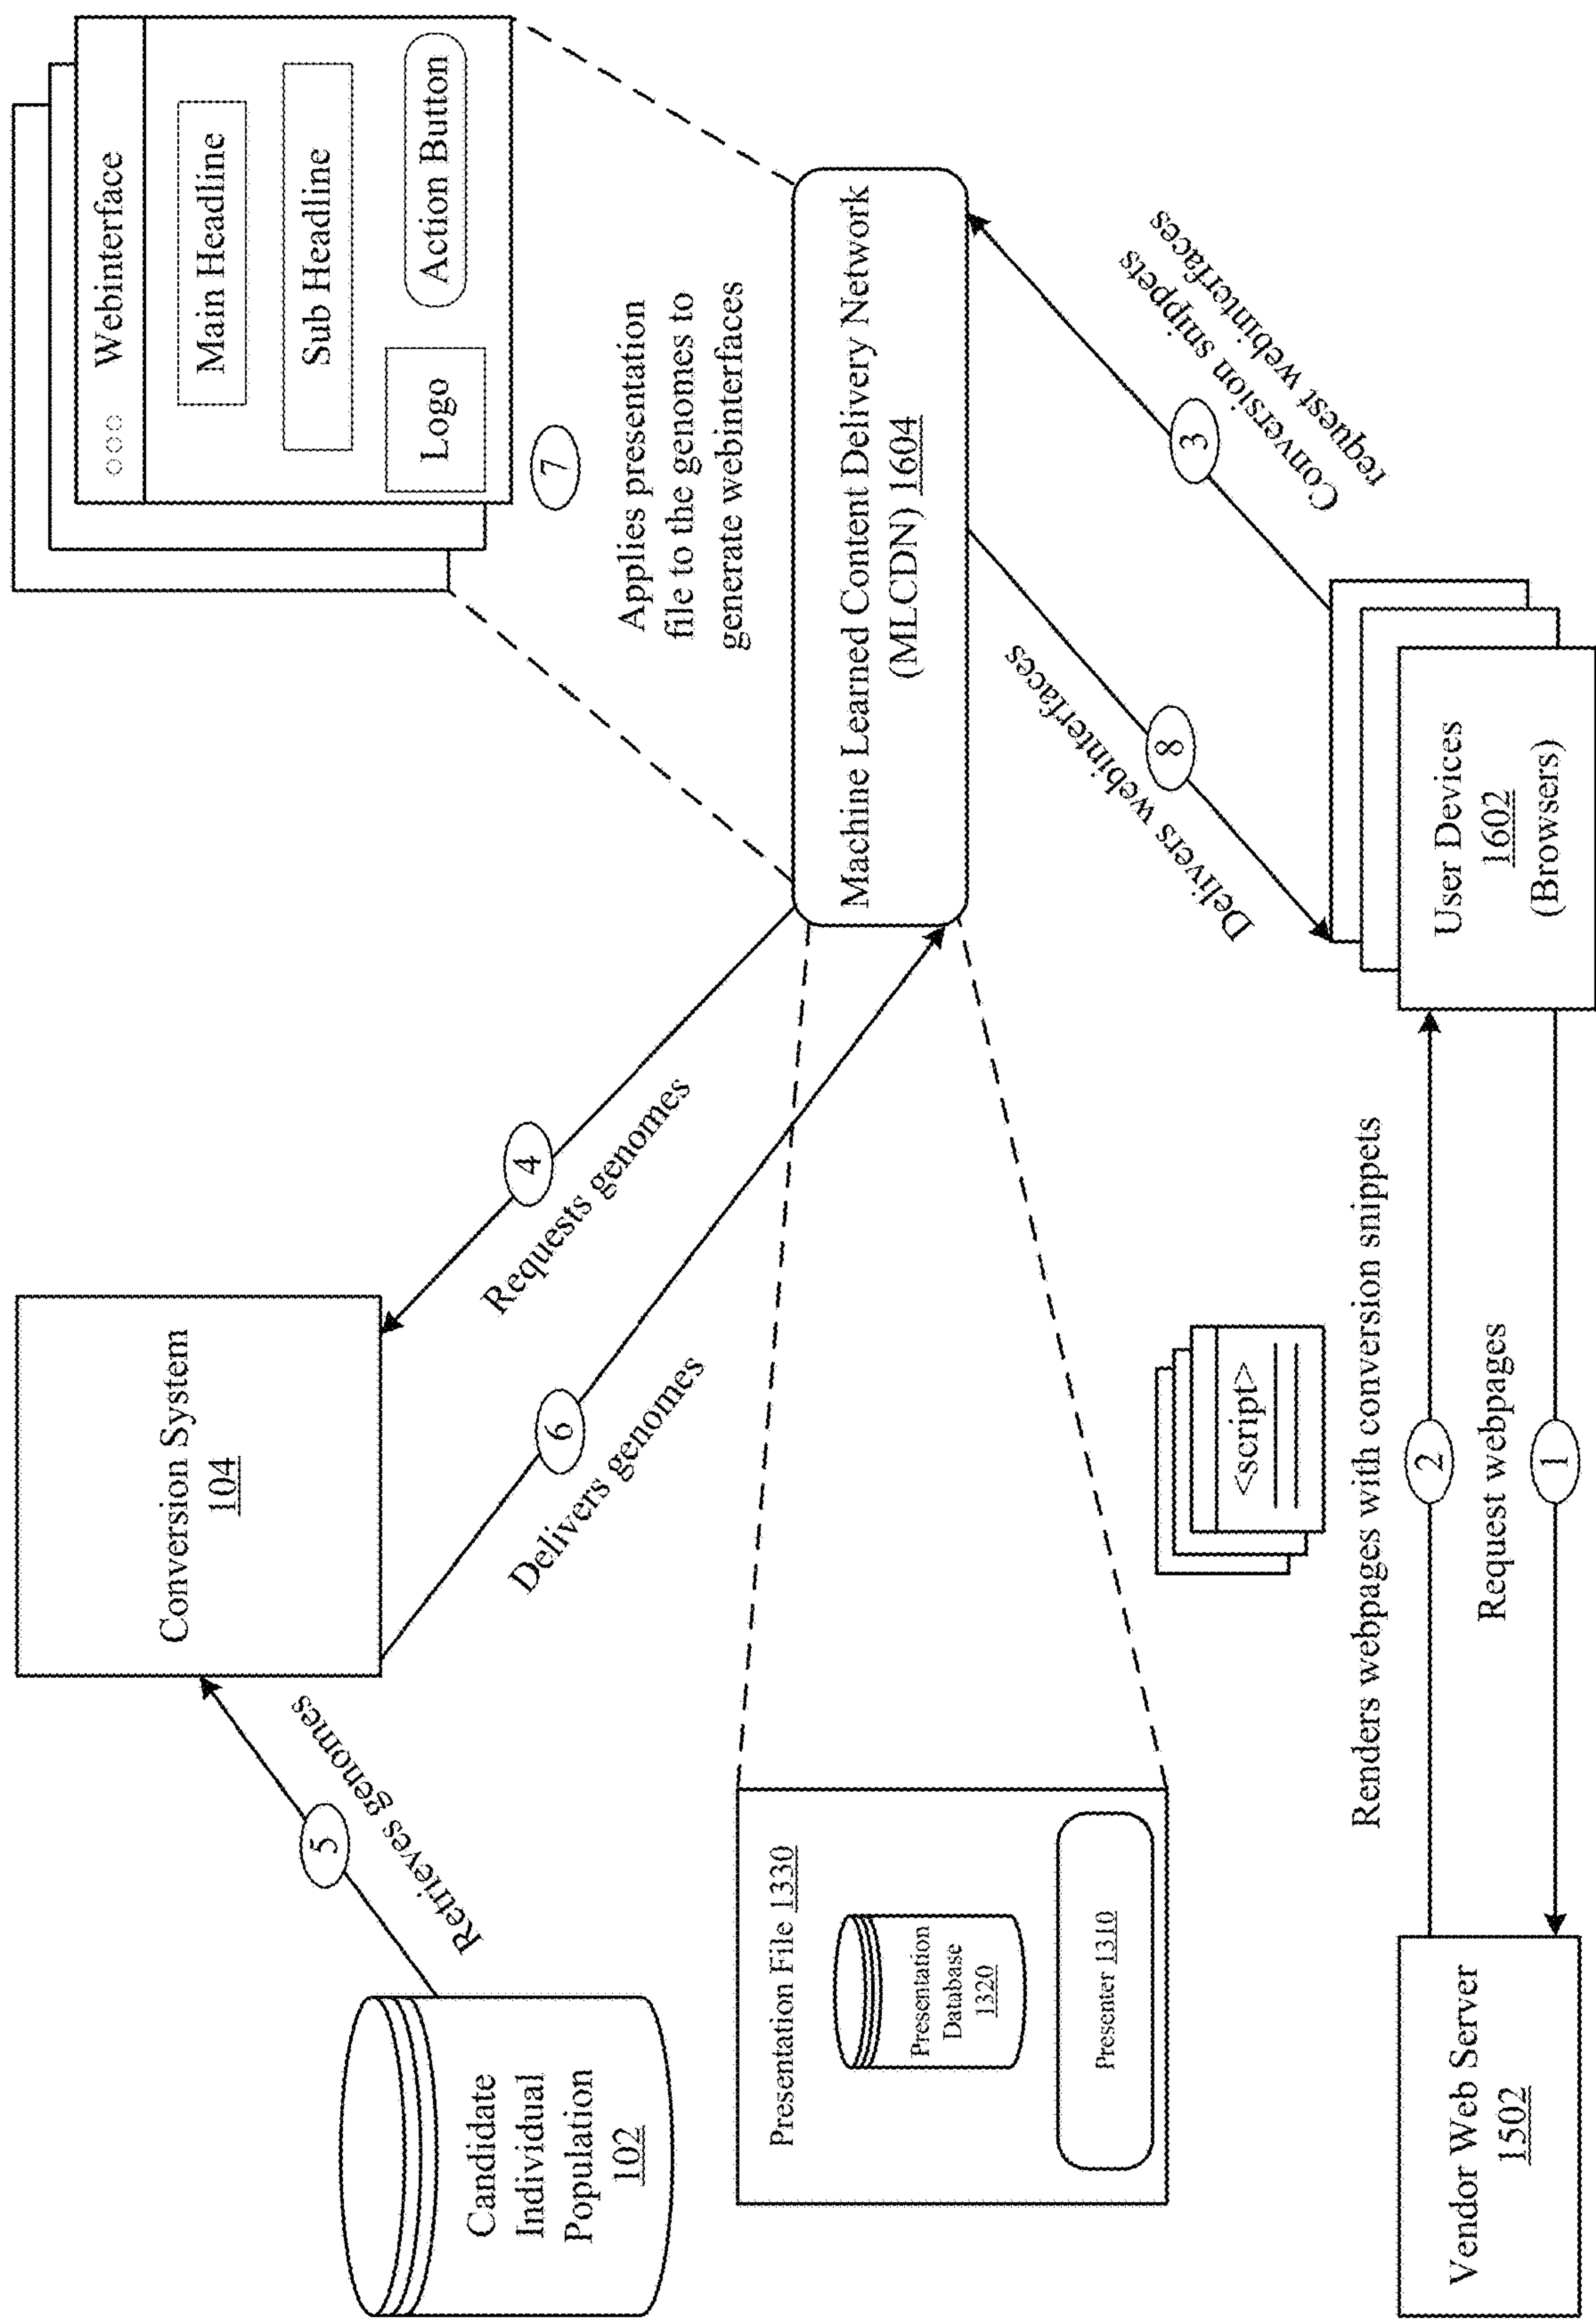 Candidate
Individual
Population
102
5
Retrieves genomes
Conversion System
104
4
Requests genomes
6
Delivers genomes
Webinterface
Main Headline
Sub Headline
Logo
Action Button
7
Applies presentation
file to the genomes to
generate webinterfaces
Presentation File 1330
Presentation
Database
1320
Presenter 1310
Machine Learned Content Delivery Network
(MLCDN) 1604
3
Conversion snippets
request webinterfaces
8
Delivers webinterfaces
<script>
Renders webpages with conversion snippets
2
Request webpages
1
Vendor Web Server
1502
User Devices
1602
(Browsers)